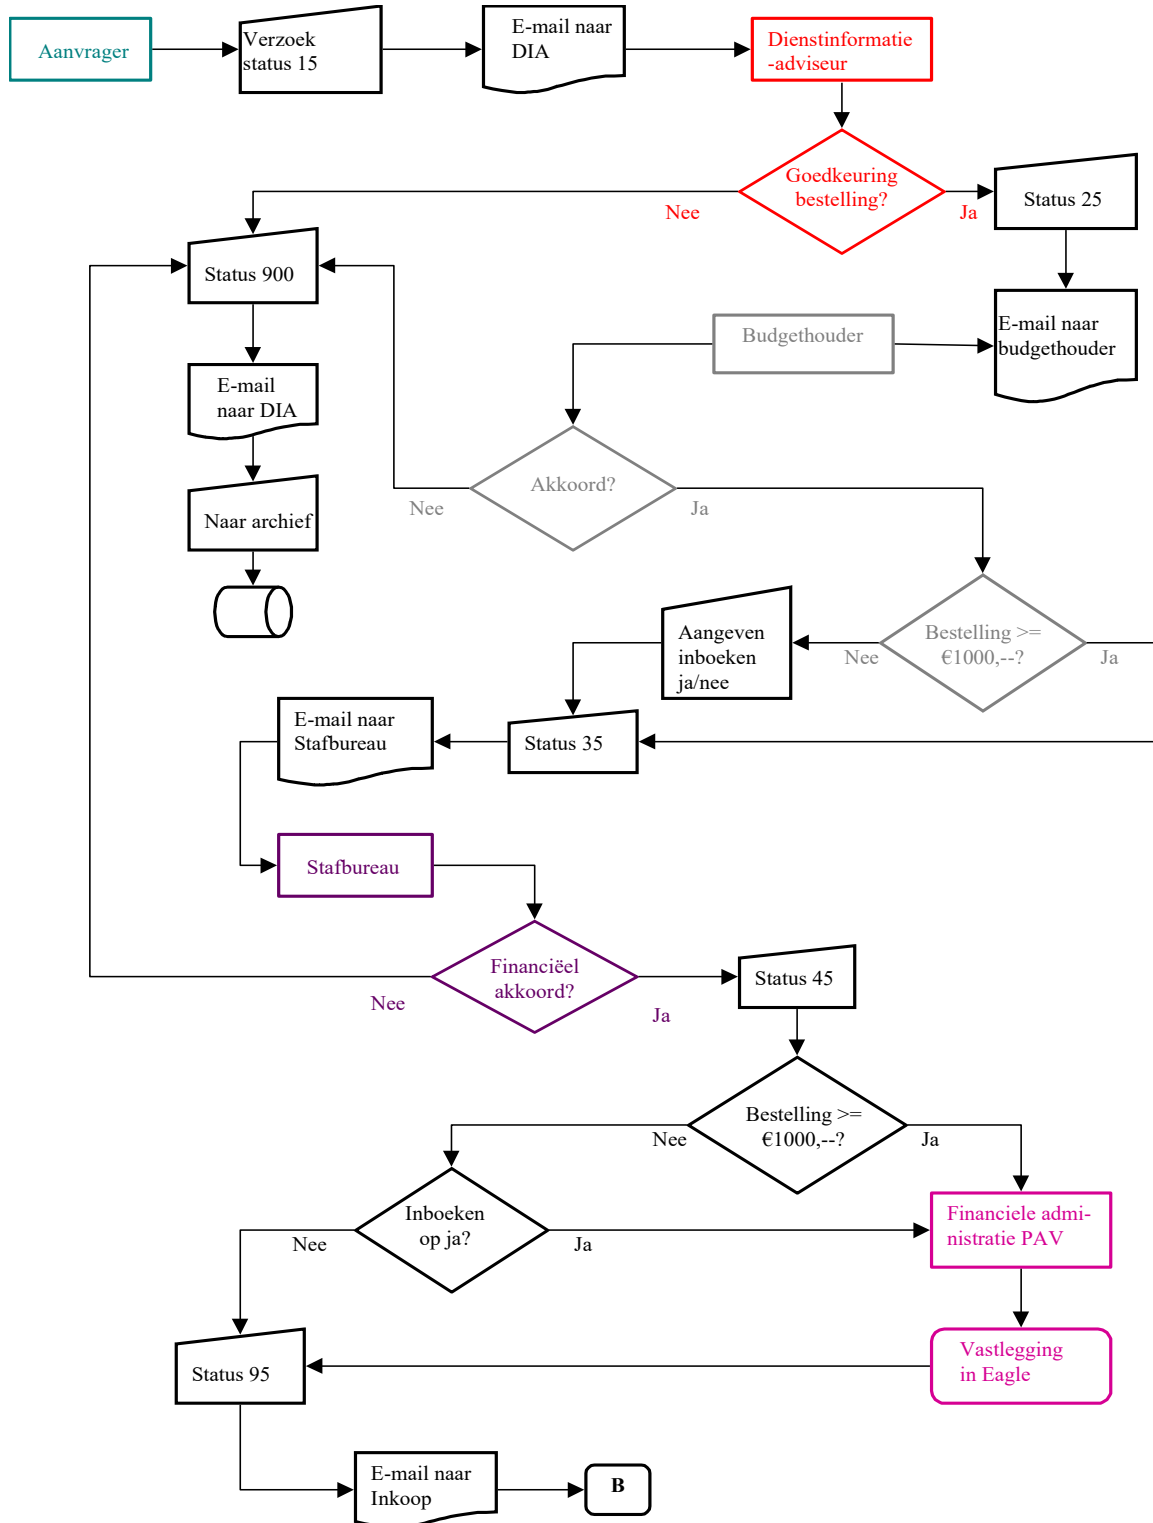 Aanvrager
Verzoek
status 15
E-mail naar
DIA
Dienstinformatie
-adviseur
Goedkeuring
bestelling?
Nee
Ja
Status 25
Status 900
E-mail naar
budgethouder
Budgethouder
E-mail
naar DIA
Akkoord?
Nee
Ja
Naar archief
Bestelling >=
€1000,--?
Nee
Ja
Aangeven
inboeken
ja/nee
E-mail naar
Stafbureau
Status 35
Stafbureau
Financiëel
akkoord?
Nee
Ja
Status 45
Bestelling >=
€1000,--?
Nee
Ja
Inboeken
op ja?
Nee
Ja
Financiele admi-
nistratie PAV
Vastlegging
in Eagle
Status 95
E-mail naar
Inkoop
B